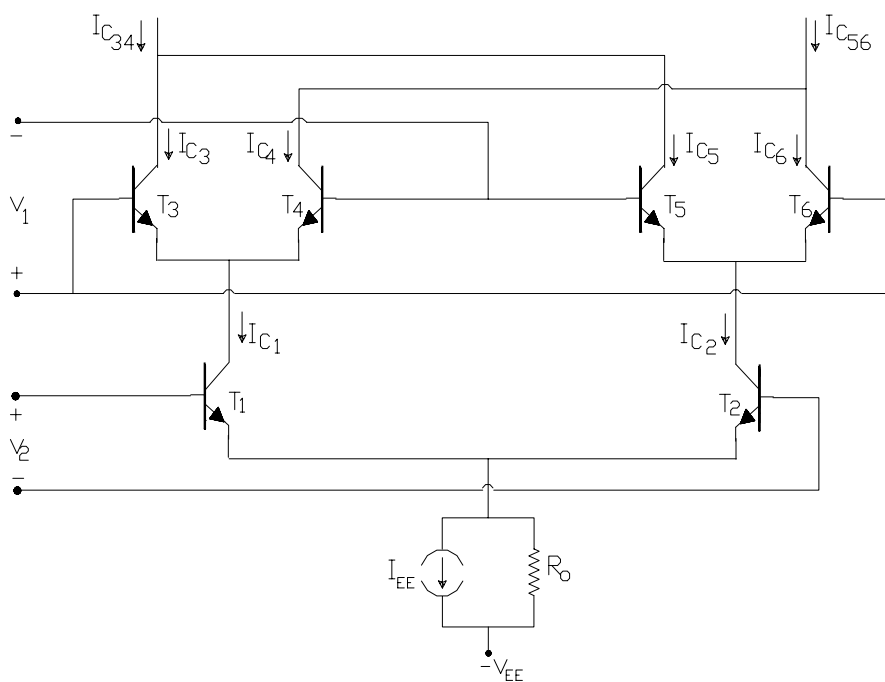 IC34
IC56
−
IC3
IC4
IC5
IC6
V1
T3
T4
T5
T6
+
IC1
IC2
T1
T2
+
V2
−
IEE
Ro
-VEE